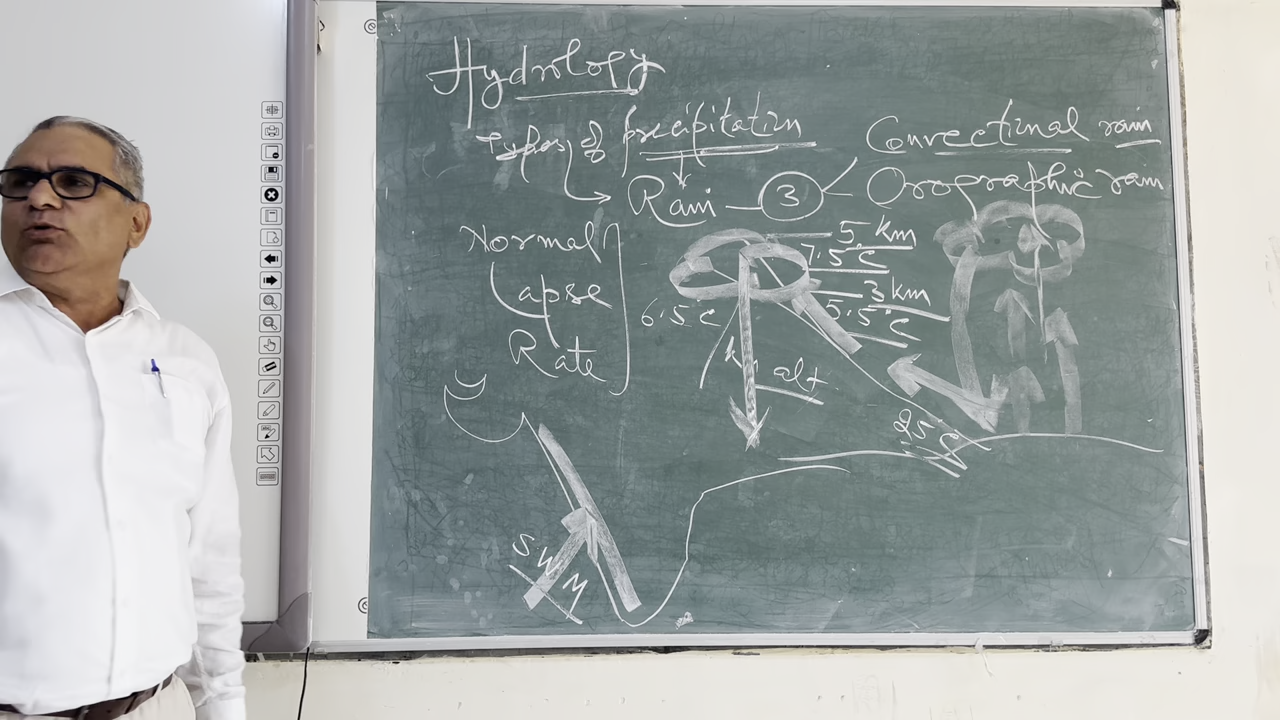 Hydrology
Types of precipitation
Convectional rain
Rain - 3 - Orographic rain
Normal
Lapse
Rate
5 km
7.5°C
3 km
5.5°C
6.5°C
km alt
25°C
SWM